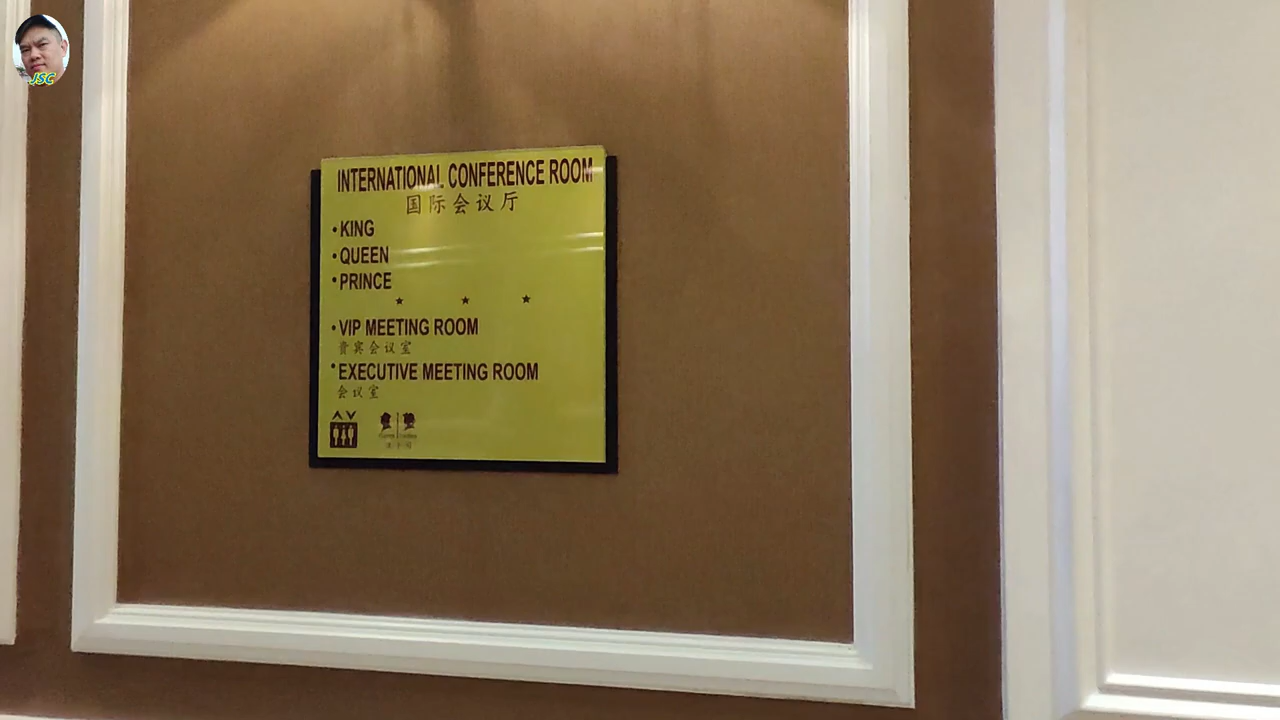 JSC
INTERNATIONAL CONFERENCE ROOM
国际会议厅
• KING
• QUEEN
• PRINCE
★ ★ ★
• VIP MEETING ROOM
贵宾会议室
• EXECUTIVE MEETING ROOM
会议室